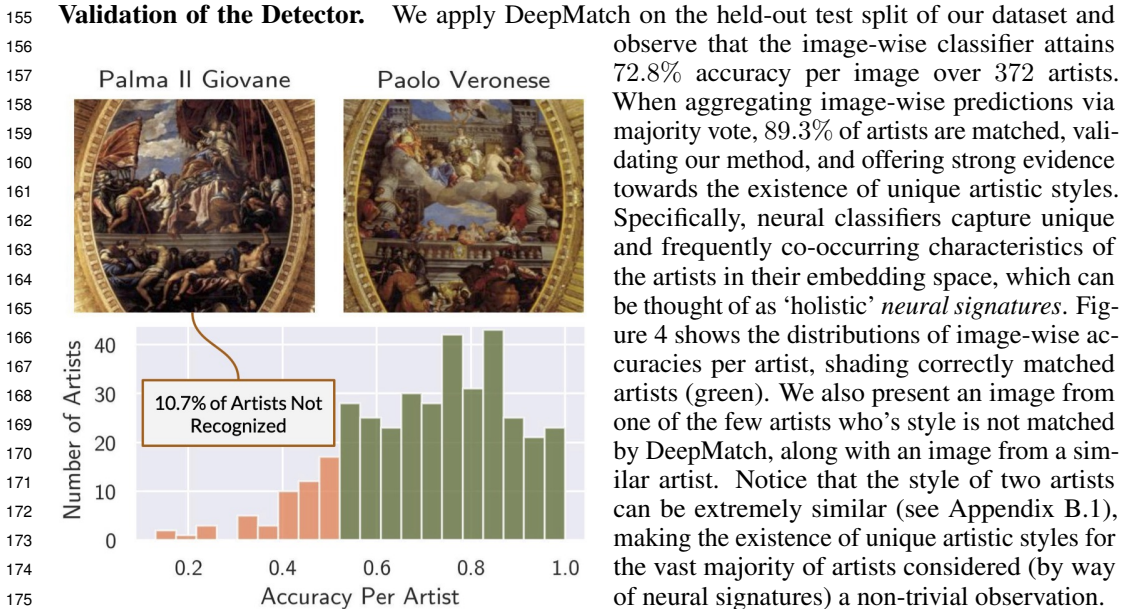 155 Validation of the Detector. We apply DeepMatch on the held-out test split of our dataset and
156 observe that the image-wise classifier attains
157 72.8% accuracy per image over 372 artists.
158 When aggregating image-wise predictions via
159 majority vote, 89.3% of artists are matched, vali-
160 dating our method, and offering strong evidence
161 towards the existence of unique artistic styles.
162 Specifically, neural classifiers capture unique
163 and frequently co-occurring characteristics of
164 the artists in their embedding space, which can
165 be thought of as ‘holistic’ neural signatures. Fig-
166 ure 4 shows the distributions of image-wise ac-
167 curacies per artist, shading correctly matched
168 artists (green). We also present an image from
169 one of the few artists who's style is not matched
170 by DeepMatch, along with an image from a sim-
171 ilar artist. Notice that the style of two artists
172 can be extremely similar (see Appendix B.1),
173 making the existence of unique artistic styles for
174 the vast majority of artists considered (by way
175 of neural signatures) a non-trivial observation.
Palma Il Giovane
Paolo Veronese
Number of Artists
40
30
20
10
0
10.7% of Artists Not
Recognized
0.2 0.4 0.6 0.8 1.0
Accuracy Per Artist